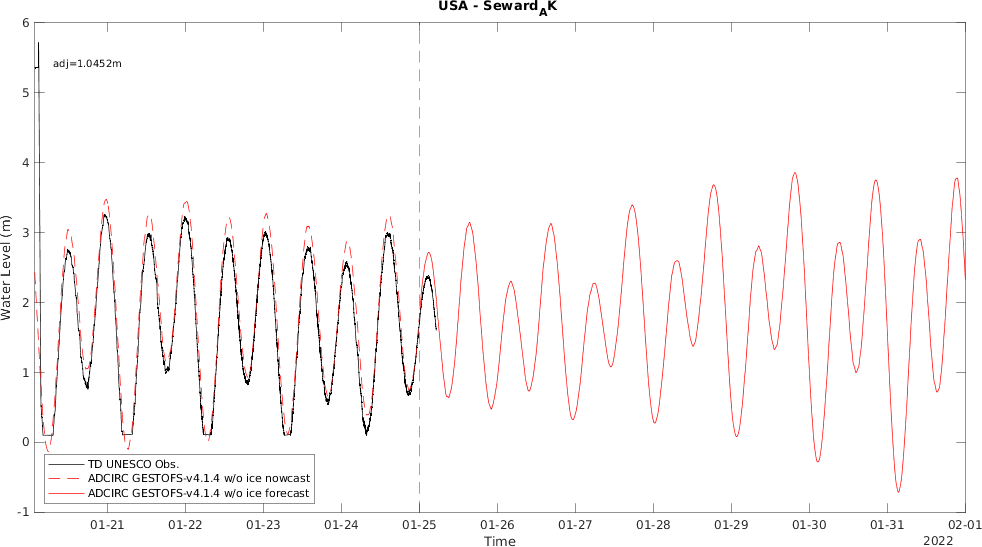 USA - Seward_AK
adj=1.0452m
6
5
4
3
2
1
0
-1
Water Level (m)
TD UNESCO Obs.
ADCIRC GESTOFS-v4.1.4 w/o ice nowcast
ADCIRC GESTOFS-v4.1.4 w/o ice forecast
01-21 01-22 01-23 01-24 01-25 01-26 01-27 01-28 01-29 01-30 01-31 02-01
Time
2022